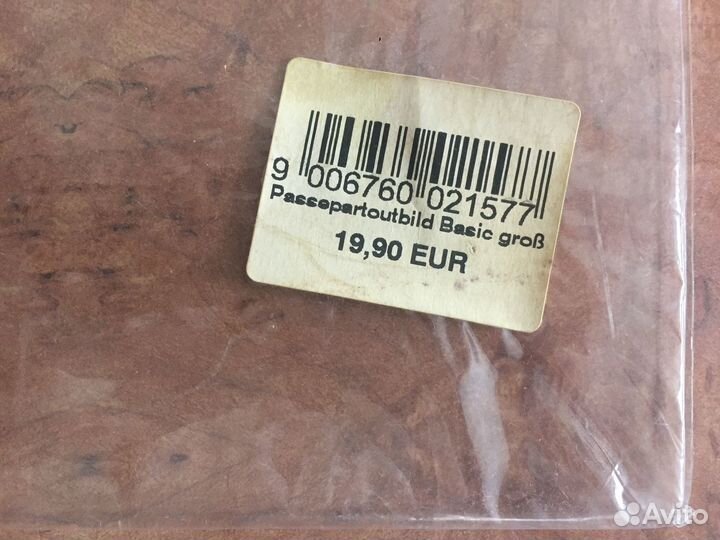 9 006760 021577
Passepartoutbild Basic groß
19,90 EUR
Avito